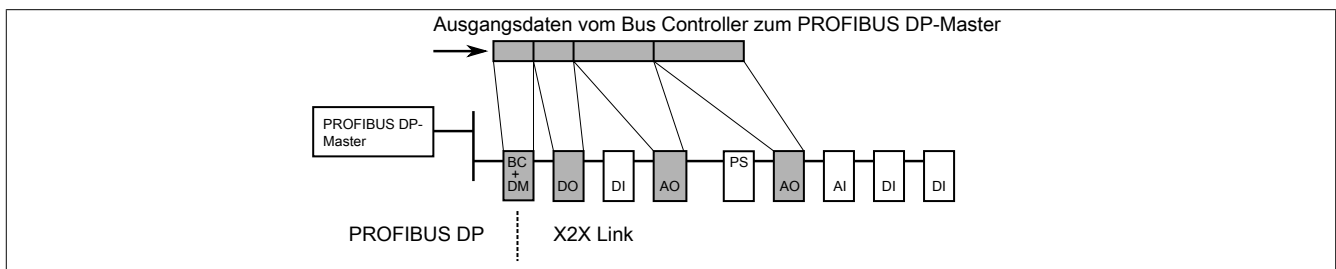 Ausgangsdaten vom Bus Controller zum PROFIBUS DP-Master
PROFIBUS DP-
Master
BC
+
DM
DO
DI
AO
PS
AO
AI
DI
DI
PROFIBUS DP
X2X Link